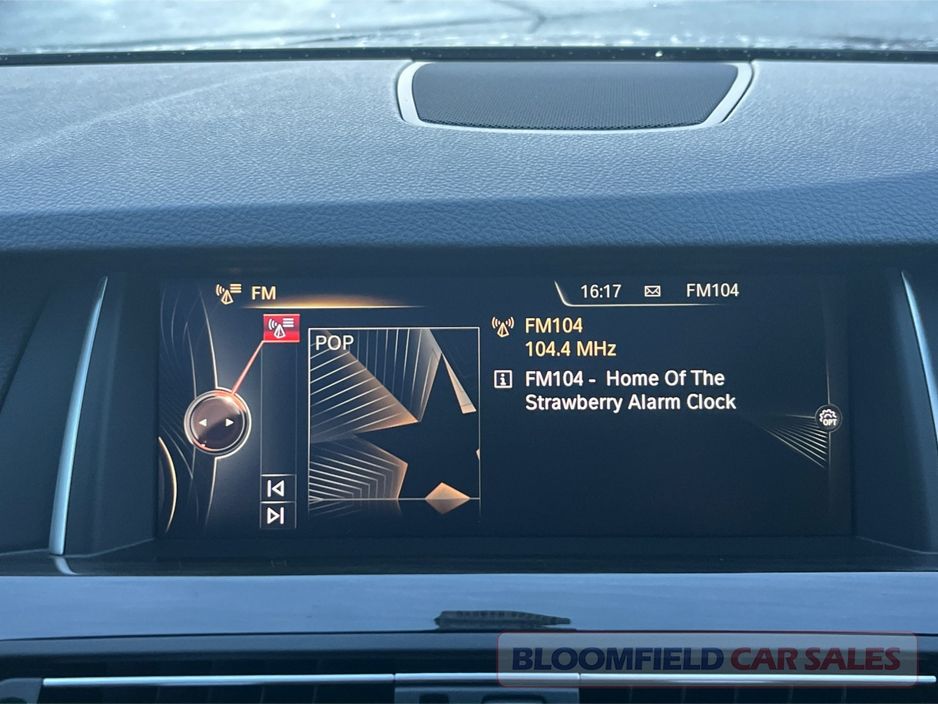 FM
16:17 FM104
POP
FM104
104.4 MHz
FM104 - Home Of The
Strawberry Alarm Clock
OPT
BLOOMFIELD CAR SALES